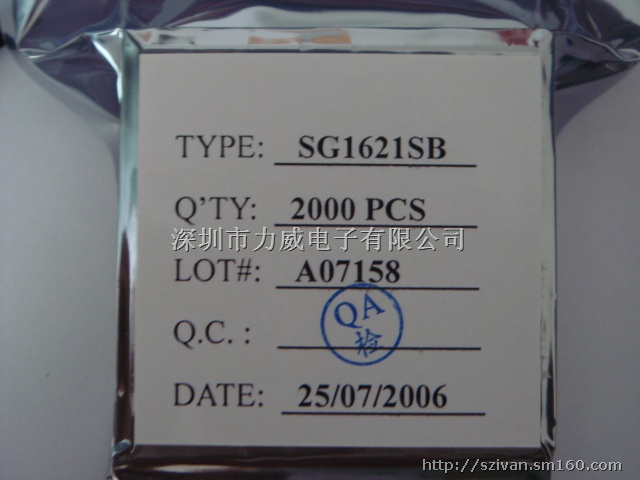 TYPE: SG1621SB
Q'TY: 2000 PCS
深圳市力威电子有限公司
LOT#: A07158
QA
Q.C. :
检
DATE: 25/07/2006
http://szivan.sm160.com/